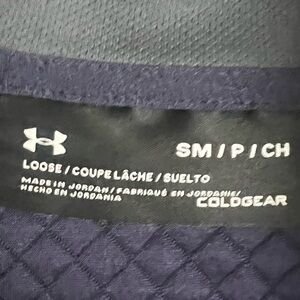 SM / P / CH
LOOSE / COUPE LÂCHE / SUELTO
MADE IN JORDAN / FABRIQUÉ EN JORDANIE/
HECHO EN JORDANIA
COLDGEAR